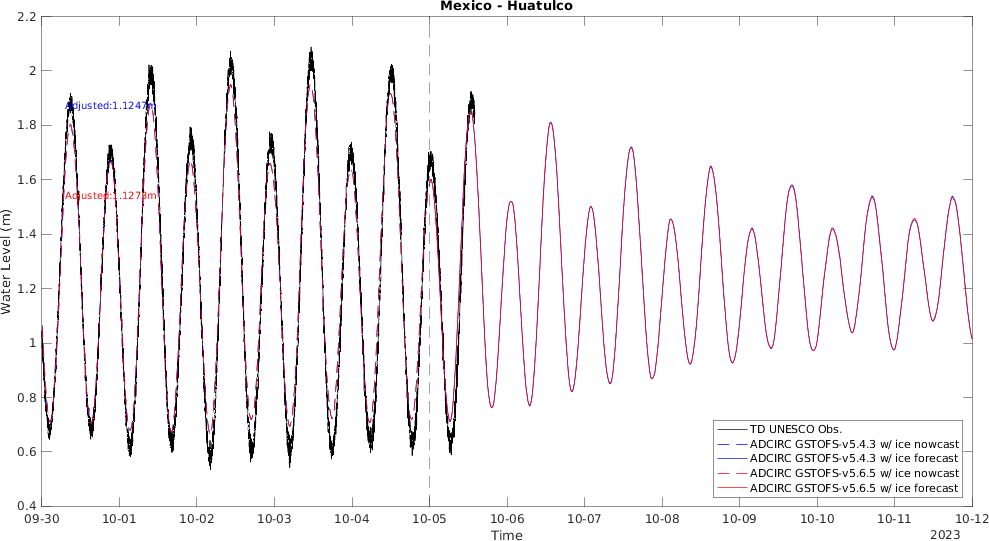 Mexico - Huatulco
2.2
2
1.8
1.6
1.4
1.2
1
0.8
0.6
0.4
Water Level (m)
Adjusted:1.1247m
Adjusted:1.1273m
TD UNESCO Obs.
ADCIRC GSTOFS-v5.4.3 w/ ice nowcast
ADCIRC GSTOFS-v5.4.3 w/ ice forecast
ADCIRC GSTOFS-v5.6.5 w/ ice nowcast
ADCIRC GSTOFS-v5.6.5 w/ ice forecast
09-30 10-01 10-02 10-03 10-04 10-05 10-06 10-07 10-08 10-09 10-10 10-11 10-12
Time
2023